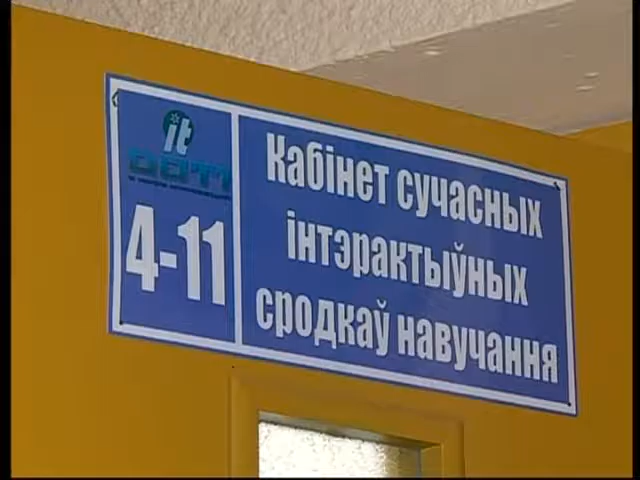 it
4-11
Кабінет сучасных
інтэрактыўных
сродкаў навучання